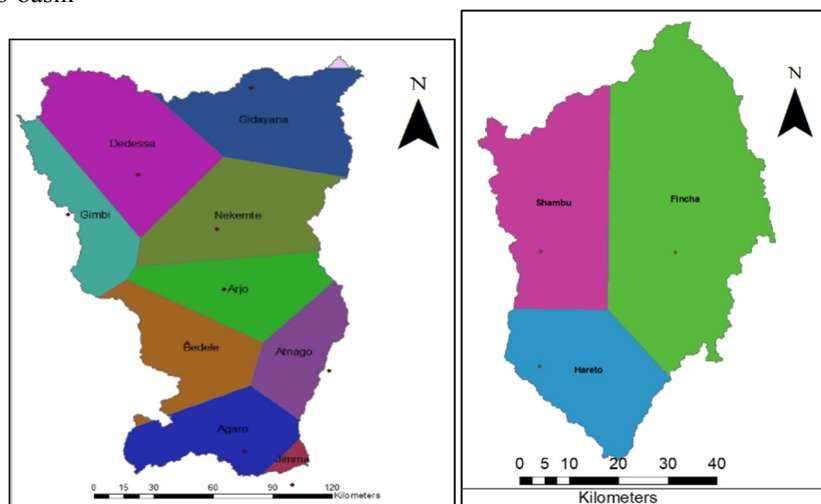 N
Gidayana
Dedessa
Gimbi
Nekemte
Arjo
Bedele
Atnago
Agaro
Jimma
0 15 30 60 90 120
Kilometers
N
Shambu
Fincha
Hareto
0 5 10 20 30 40
Kilometers